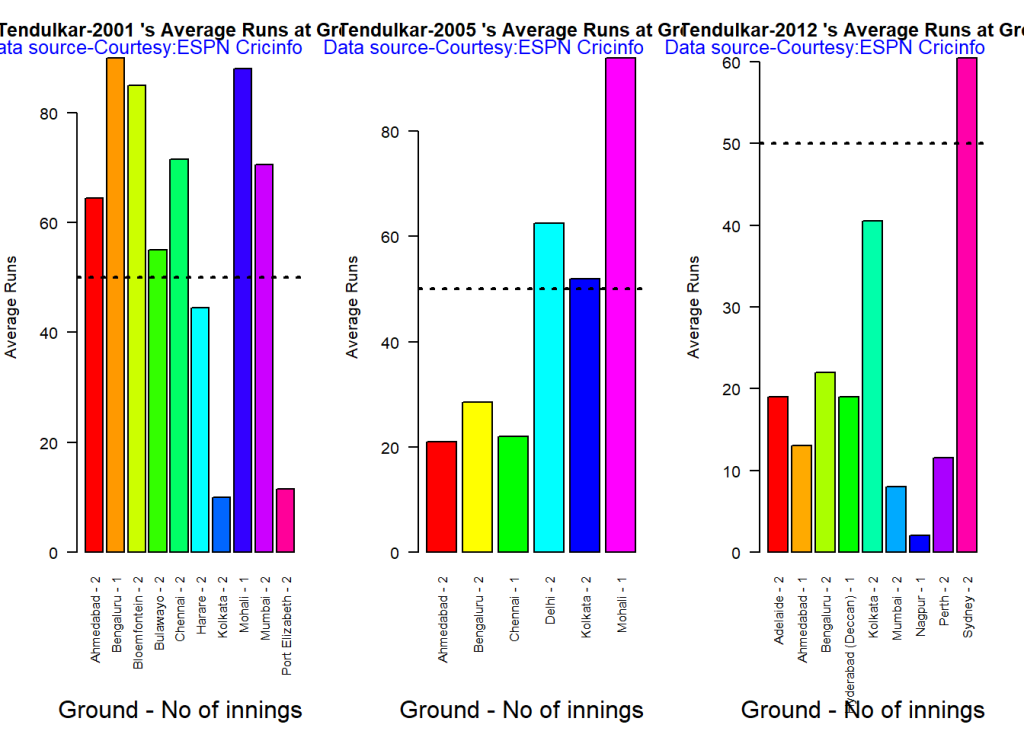 Tendulkar-2001 's Average Runs at Gr
ata source-Courtesy:ESPN Cricinfo
Average Runs
80
60
40
20
0
Ahmedabad - 2
Bengaluru - 1
Bloemfontein - 2
Bulawayo - 2
Chennai - 2
Harare - 2
Kolkata - 2
Mohali - 1
Mumbai - 2
Port Elizabeth - 2
Ground - No of innings
Tendulkar-2005 's Average Runs at Gr
Data source-Courtesy:ESPN Cricinfo
Average Runs
80
60
40
20
0
Ahmedabad - 2
Bengaluru - 2
Chennai - 1
Delhi - 2
Kolkata - 2
Mohali - 1
Ground - No of innings
Tendulkar-2012 's Average Runs at Gro
Data source-Courtesy:ESPN Cricinfo
Average Runs
60
50
40
30
20
10
0
Adelaide - 2
Ahmedabad - 1
Bengaluru - 2
Hyderabad (Deccan) - 1
Kolkata - 2
Mumbai - 2
Nagpur - 1
Perth - 2
Sydney - 2
Ground - No of innings